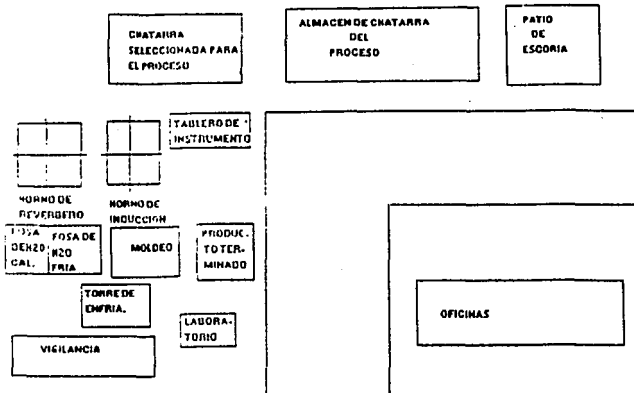 CHATARRA
SELECCIONADA PARA
EL PROCESO
ALMACEN DE CHATARRA
DEL
PROCESO
PATIO
DE
ESCORIA
TABLERO DE
INSTRUMENTO
HORNO DE
REVERBERO
HORNO DE
INDUCCION
FOSA
DE H2O
CAL.
FOSA DE
H2O
FRIA
MOLDEO
PRODUC-
TO TER-
MINADO
TORRE DE
ENFRIA.
LABORA-
TORIO
VIGILANCIA
OFICINAS